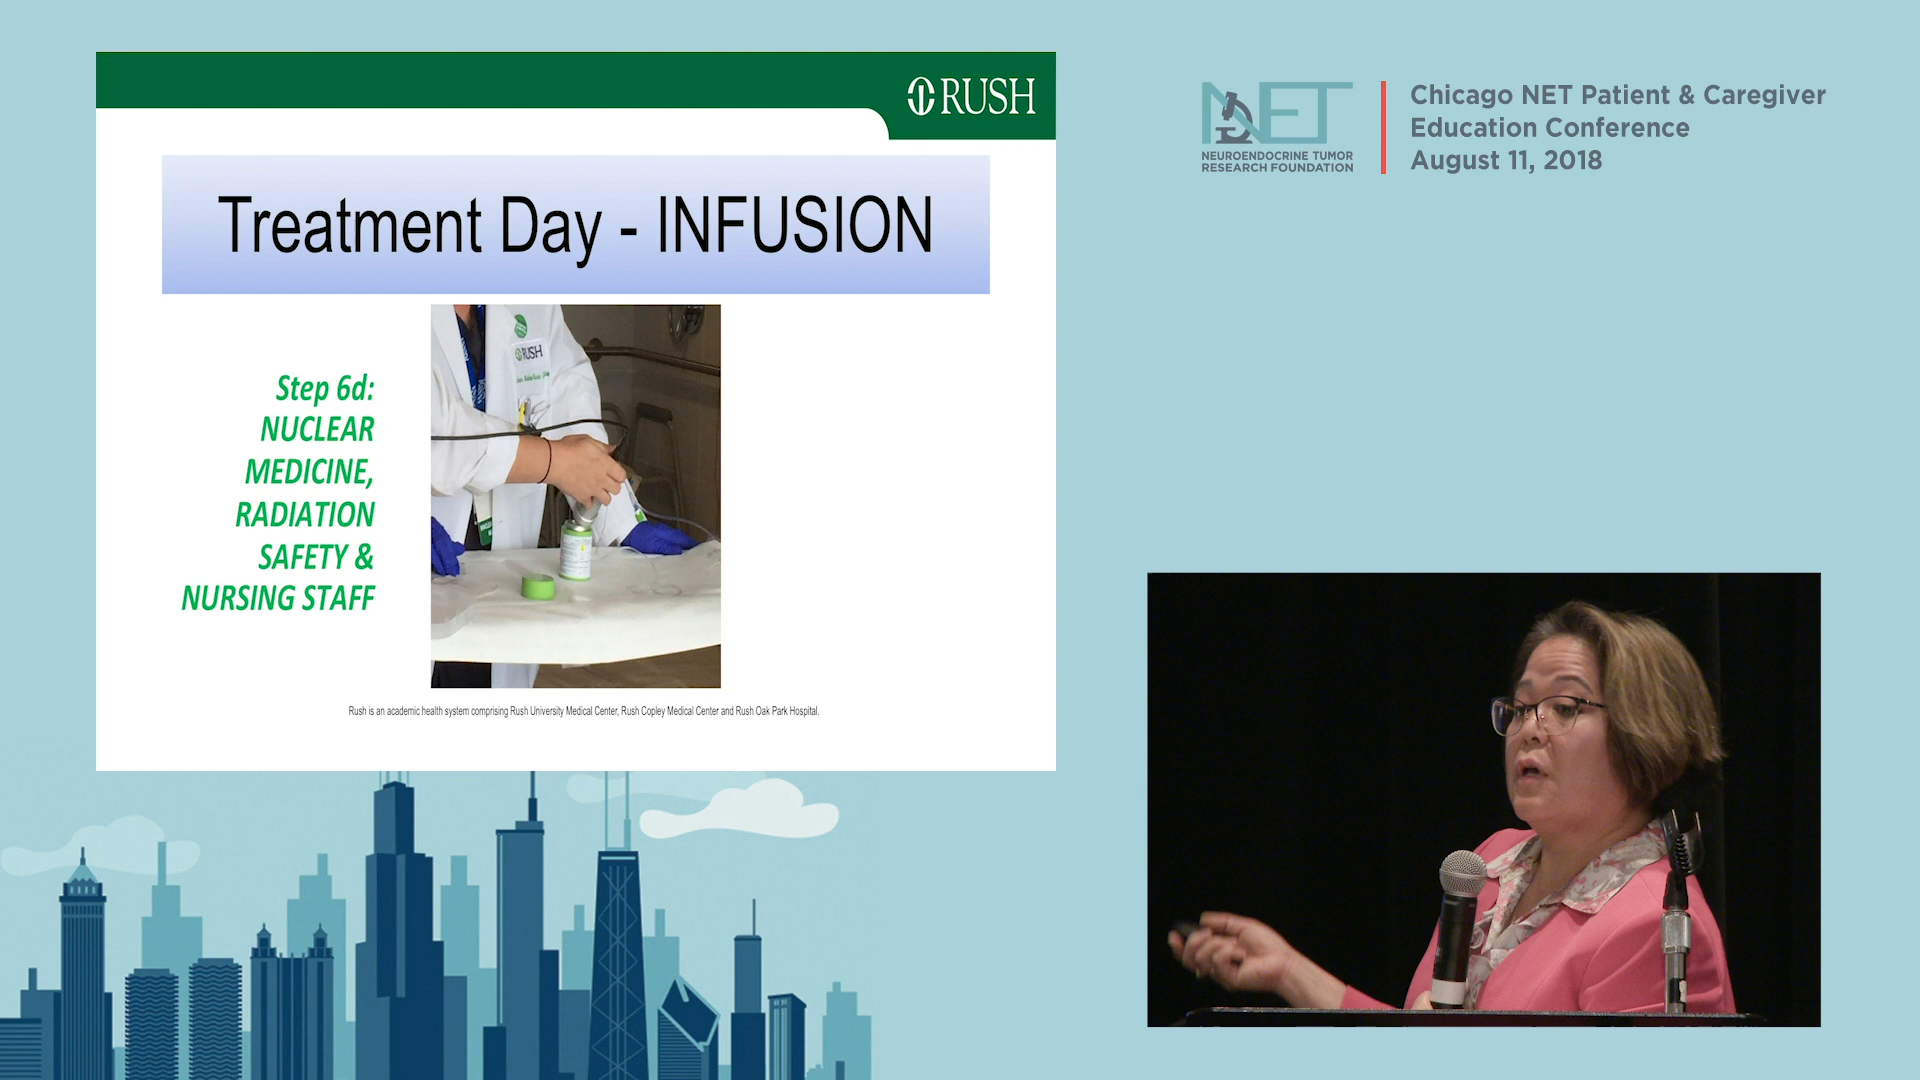 RUSH
Treatment Day - INFUSION
Step 6d:
NUCLEAR
MEDICINE,
RADIATION
SAFETY &
NURSING STAFF
RUSH
Rush is an academic health system comprising Rush University Medical Center, Rush Copley Medical Center and Rush Oak Park Hospital.
NET
NEUROENDOCRINE TUMOR
RESEARCH FOUNDATION
Chicago NET Patient & Caregiver
Education Conference
August 11, 2018